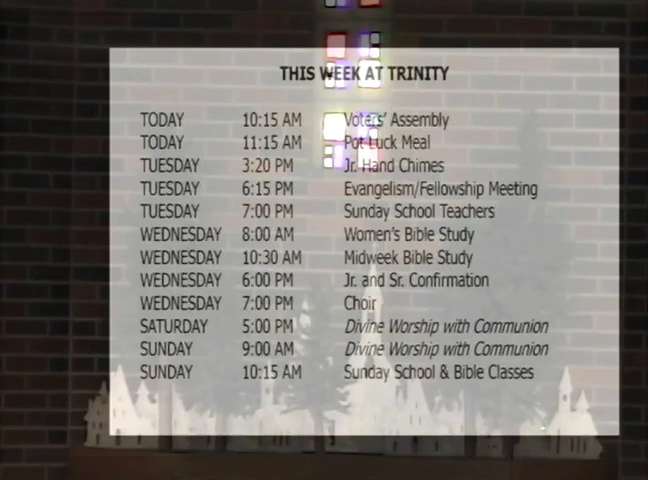 THIS WEEK AT TRINITY
TODAY 10:15 AM Voters' Assembly
TODAY 11:15 AM Pot Luck Meal
TUESDAY 3:20 PM Jr. Hand Chimes
TUESDAY 6:15 PM Evangelism/Fellowship Meeting
TUESDAY 7:00 PM Sunday School Teachers
WEDNESDAY 8:00 AM Women's Bible Study
WEDNESDAY 10:30 AM Midweek Bible Study
WEDNESDAY 6:00 PM Jr. and Sr. Confirmation
WEDNESDAY 7:00 PM Choir
SATURDAY 5:00 PM Divine Worship with Communion
SUNDAY 9:00 AM Divine Worship with Communion
SUNDAY 10:15 AM Sunday School & Bible Classes